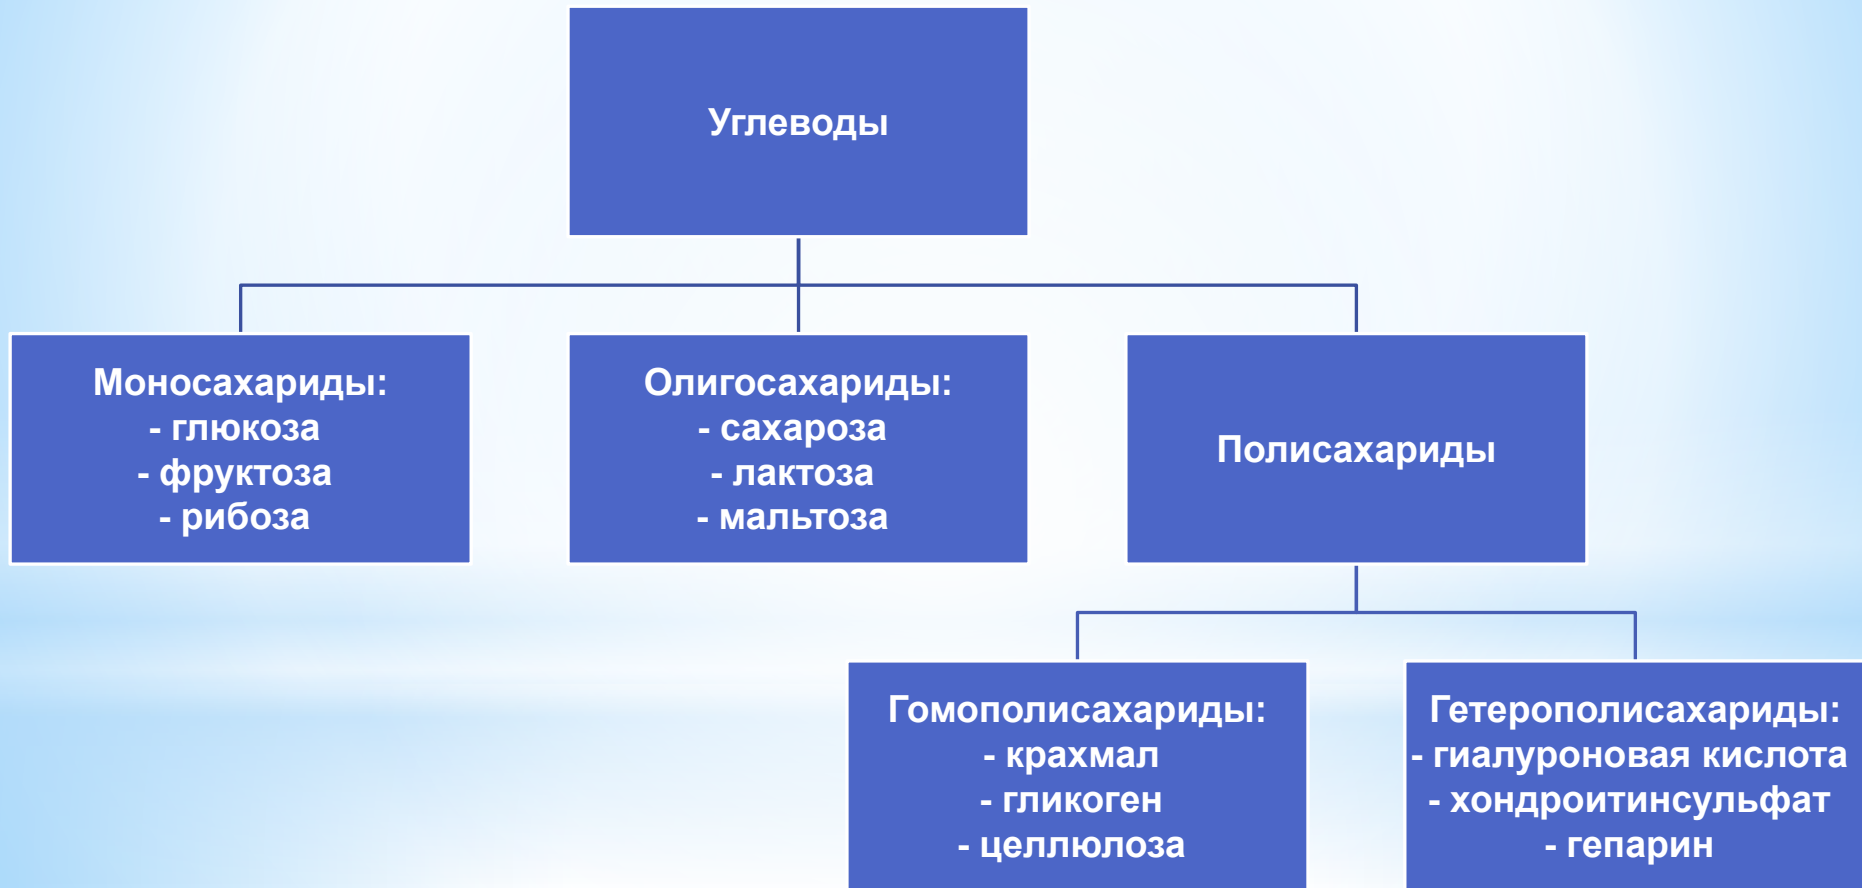 Углеводы
Моносахариды:
- глюкоза
- фруктоза
- рибоза
Олигосахариды:
- сахароза
- лактоза
- мальтоза
Полисахариды
Гомополисахариды:
- крахмал
- гликоген
- целлюлоза
Гетерополисахариды:
- гиалуроновая кислота
- хондроитинсульфат
- гепарин